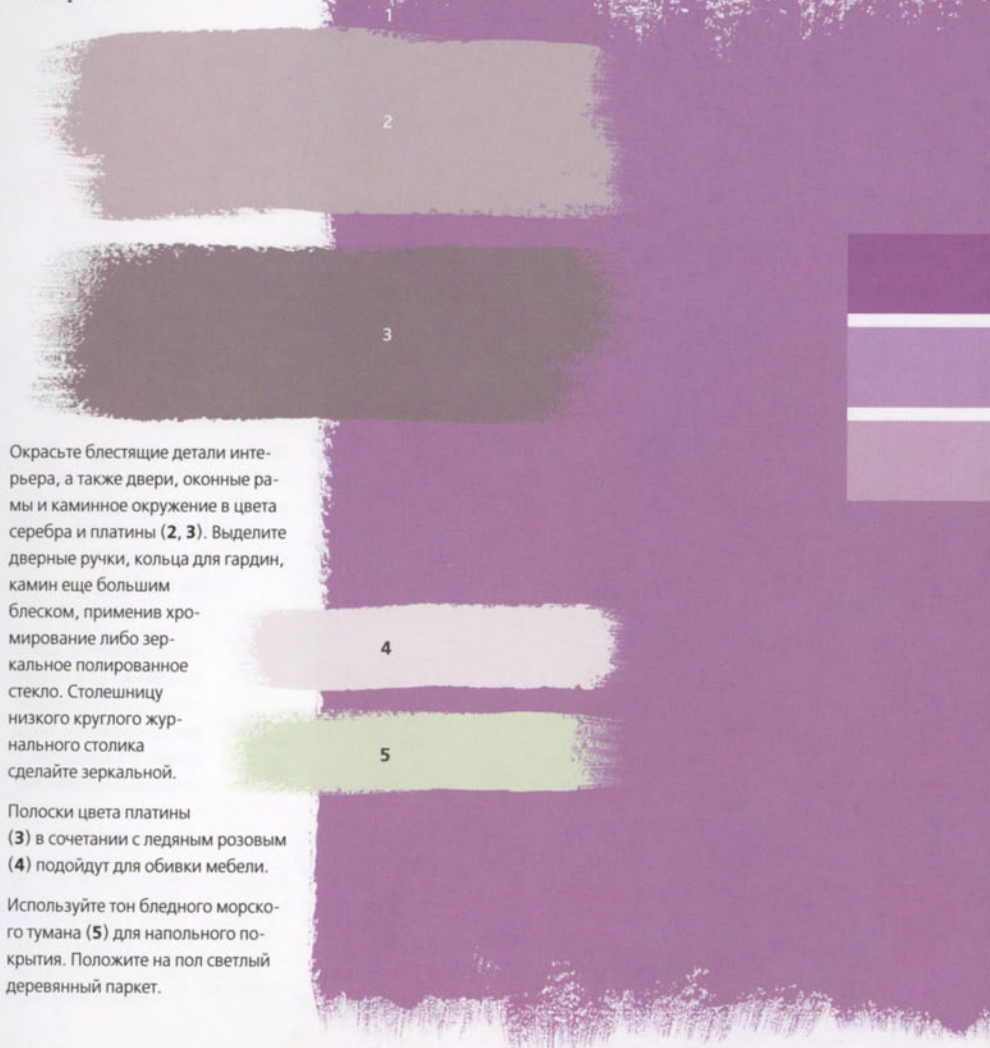 1
2
3
Окрасьте блестящие детали инте-
рьера, а также двери, оконные ра-
мы и каминное окружение в цвета
серебра и платины (2, 3). Выделите
дверные ручки, кольца для гардин,
камин еще большим
блеском, применив хро-
мирование либо зер-
кальное полированное
стекло. Столешницу
низкого круглого жур-
нального столика
сделайте зеркальной.
4
5
Полоски цвета платины
(3) в сочетании с ледяным розовым
(4) подойдут для обивки мебели.
Используйте тон бледного морско-
го тумана (5) для напольного по-
крытия. Положите на пол светлый
деревянный паркет.